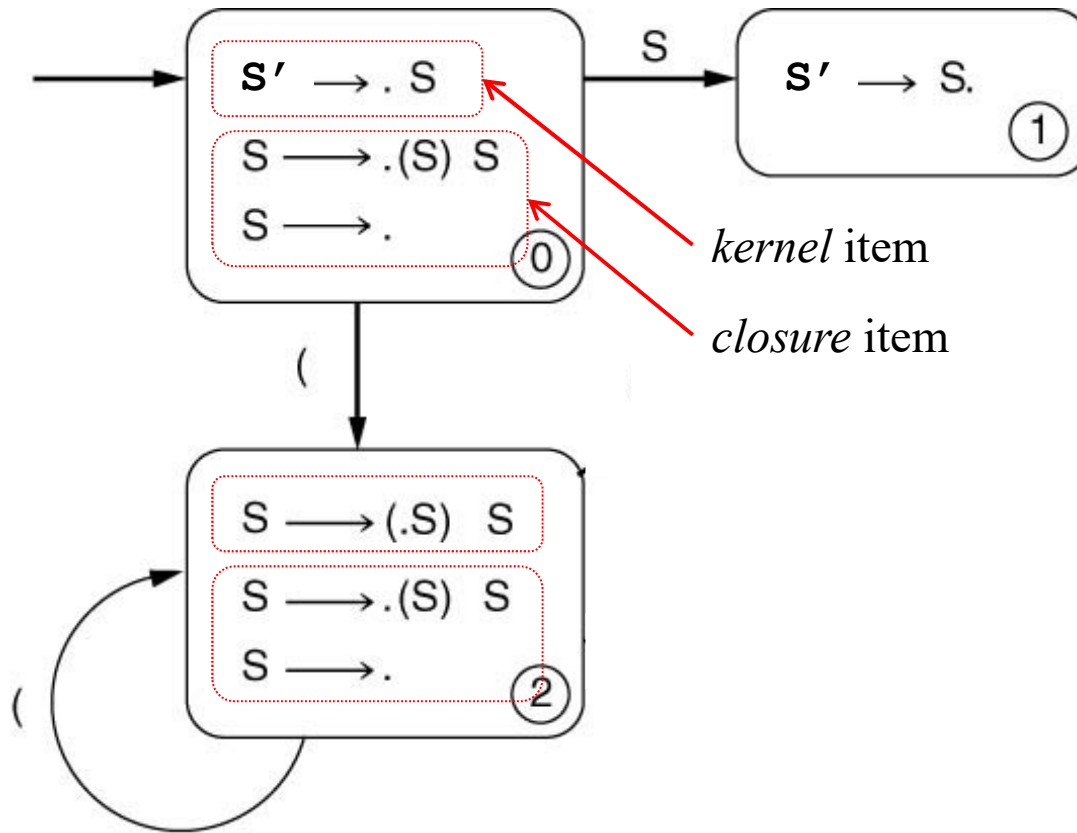 S
S′ → . S
S′ → S.
S → .(S) S
1
S → .
0
kernel item
closure item
(
S → (.S) S
S → .(S) S
S → .
2
(